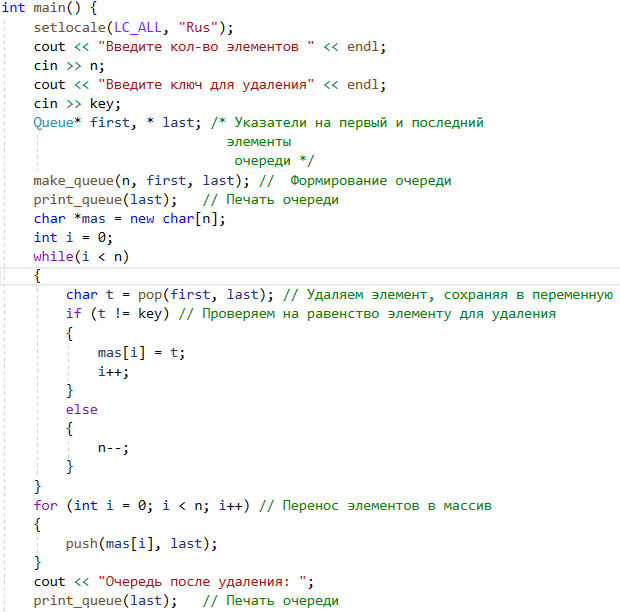 int main() {
setlocale(LC_ALL, "Rus");
cout << "Введите кол-во элементов " << endl;
cin >> n;
cout << "Введите ключ для удаления" << endl;
cin >> key;
Queue* first, * last; /* Указатели на первый и последний
элементы
очереди */
make_queue(n, first, last); //  Формирование очереди
print_queue(last);   // Печать очереди
char *mas = new char[n];
int i = 0;
while(i < n)
{
char t = pop(first, last); // Удаляем элемент, сохраняя в переменную
if (t != key) // Проверяем на равенство элементу для удаления
{
mas[i] = t;
i++;
}
else
{
n--;
}
}
for (int i = 0; i < n; i++) // Перенос элементов в массив
{
push(mas[i], last);
}
cout << "Очередь после удаления: ";
print_queue(last);   // Печать очереди